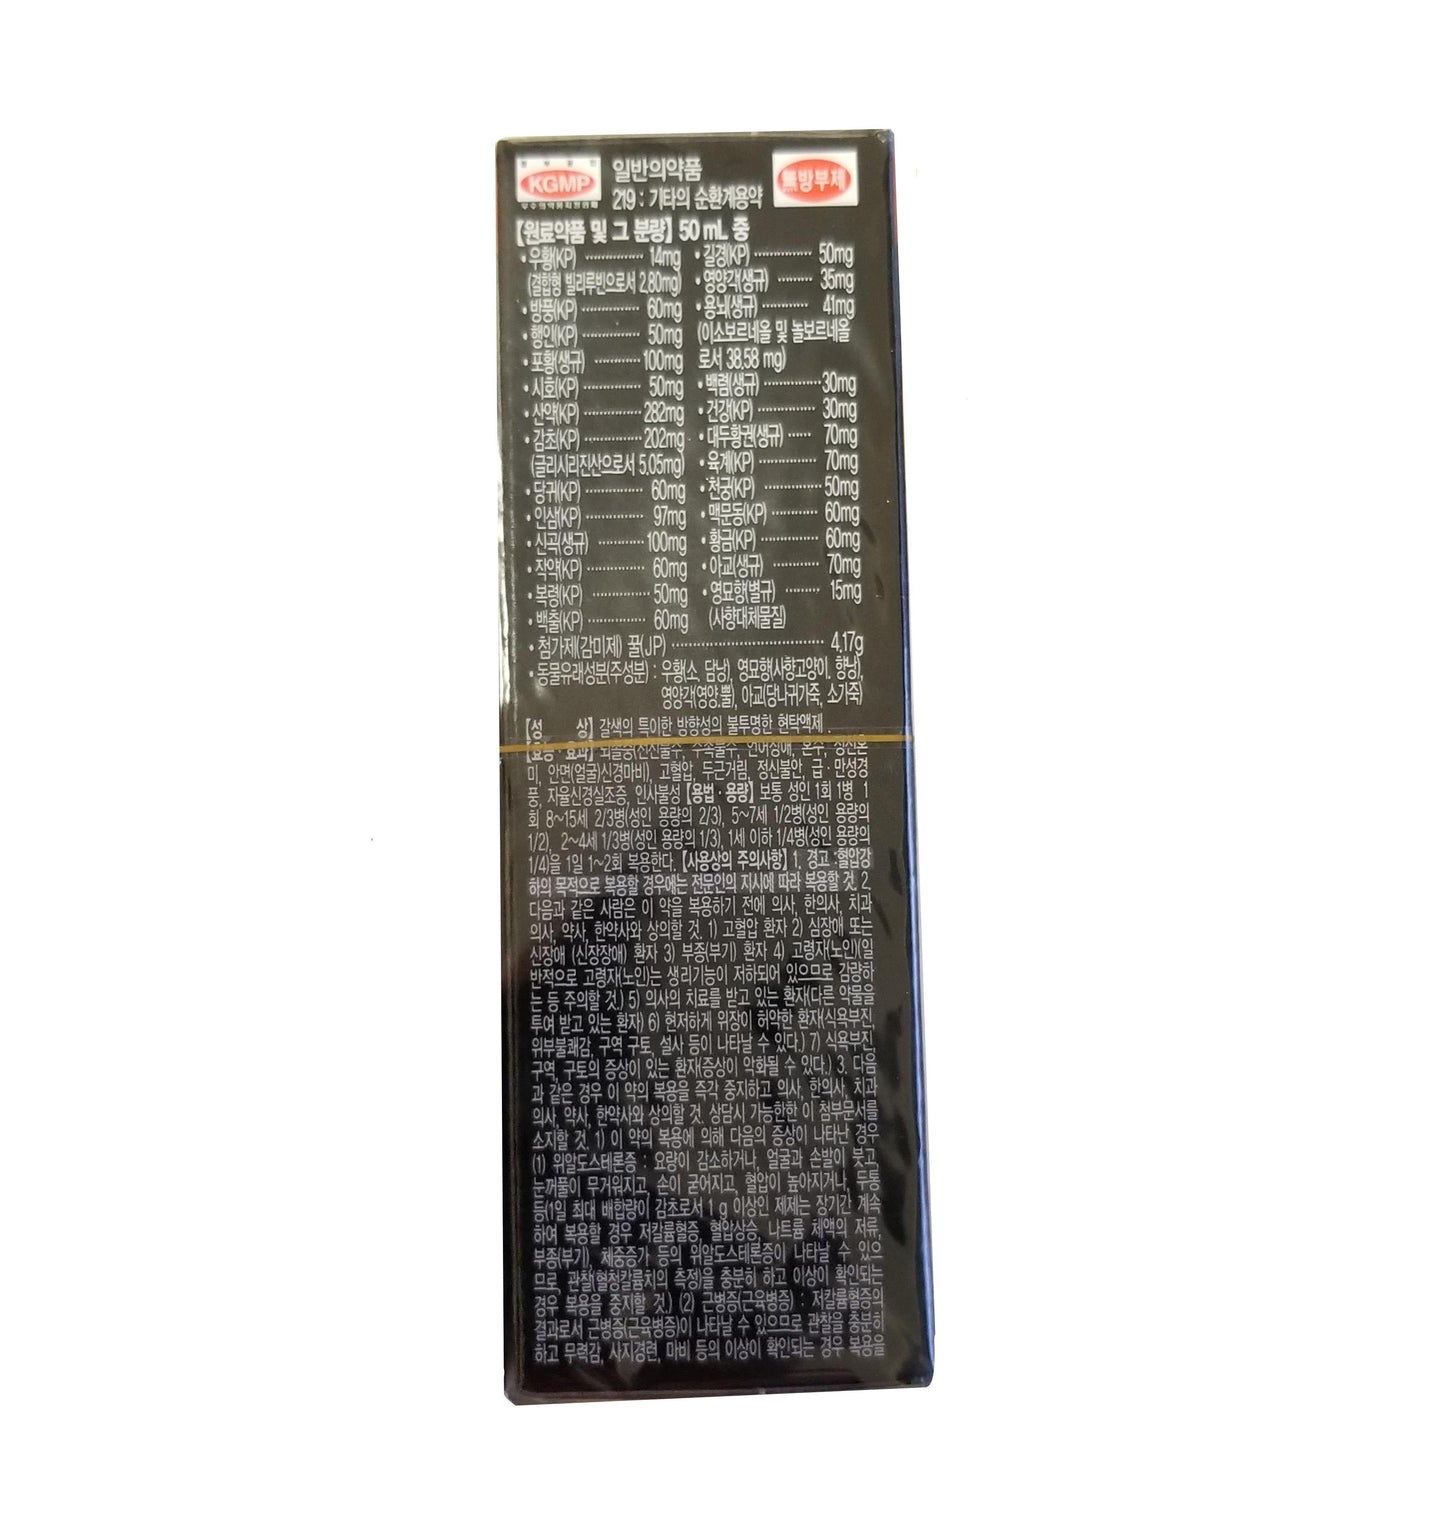 KGMP
일반의약품
無방부제
219 : 기타의 순환계용약
【원료약품 및 그 분량】 50 mL 중
• 우황(KP) ············ 14mg
(결합형 빌리루빈으로서 2.80mg)
• 방풍(KP) ············ 60mg
• 행인(KP) ············ 50mg
• 포황(생규) ·········· 100mg
• 시호(KP) ············ 50mg
• 산약(KP) ············ 282mg
• 감초(KP) ············ 202mg
(글리시리진산으로서 5.05mg)
• 당귀(KP) ············ 60mg
• 인삼(KP) ············ 97mg
• 신곡(생규) ·········· 100mg
• 작약(KP) ············ 60mg
• 복령(KP) ············ 50mg
• 백출(KP) ············ 60mg
• 길경(KP) ············ 50mg
• 영양각(생규) ········ 35mg
• 용뇌(생규) ·········· 41mg
(이소보르네올 및 놀보르네올
로서 38.58 mg)
• 백렴(생규) ············ 30mg
• 건강(KP) ············ 30mg
• 대두황권(생규) ······ 70mg
• 육계(KP) ············ 70mg
• 천궁(KP) ············ 50mg
• 맥문동(KP) ·········· 60mg
• 황금(KP) ············ 60mg
• 아교(생규) ·········· 70mg
• 영묘향(별규) ········ 15mg
(사향대체물질)
• 첨가제(감미제) 꿀(JP) ································ 4.17g
• 동물유래성분(주성분) : 우황(소, 담낭), 영묘향(사향고양이, 향낭),
영양각(영양,뿔), 아교(당나귀가죽, 소가죽)
【성 상】 갈색의 특이한 방향성의 불투명한 현탁액제 .
【효능·효과】 뇌졸중(전신불수, 수족불수, 언어장애, 혼수, 정신혼
미, 안면(얼굴)신경마비), 고혈압, 두근거림, 정신불안, 급·만성경
풍, 자율신경실조증, 인사불성 【용법·용량】 보통 성인 1회 1병 1
회 8~15세 2/3병(성인 용량의 2/3), 5~7세 1/2병(성인 용량의
1/2), 2~4세 1/3병(성인 용량의 1/3), 1세 이하 1/4병(성인 용량의
1/4)을 1일 1~2회 복용한다. 【사용상의 주의사항】 1. 경고 :혈압강
하의 목적으로 복용할 경우에는 전문인의 지시에 따라 복용할 것. 2.
다음과 같은 사람은 이 약을 복용하기 전에 의사, 한의사, 치과
의사, 약사, 한약사와 상의할 것. 1) 고혈압 환자 2) 심장애 또는
신장애 (신장장애) 환자 3) 부종(부기) 환자 4) 고령자(노인)(일
반적으로 고령자(노인)는 생리기능이 저하되어 있으므로 감량하
는 등 주의할 것.) 5) 의사의 치료를 받고 있는 환자(다른 약물을
투여 받고 있는 환자) 6) 현저하게 위장이 허약한 환자(식욕부진,
위부불쾌감, 구역, 구토, 설사 등이 나타날 수 있다.) 7) 식욕부진,
구역, 구토의 증상이 있는 환자(증상이 악화될 수 있다.) 3. 다음
과 같은 경우 이 약의 복용을 즉각 중지하고 의사, 한의사, 치과
의사, 약사, 한약사와 상의할 것. 상담시 가능한한 이 첨부문서를
소지할 것. 1) 이 약의 복용에 의해 다음의 증상이 나타난 경우
(1) 위알도스테론증 : 요량이 감소하거나, 얼굴과 손발이 붓고,
눈꺼풀이 무거워지고, 손이 굳어지고, 혈압이 높아지거나, 두통
등(1일 최대 배합량이 감초로서 1 g 이상인 제제는 장기간 계속
하여 복용할 경우 저칼륨혈증, 혈압상승, 나트륨 체액의 저류,
부종(부기), 체중증가 등의 위알도스테론증이 나타날 수 있으
므로, 관찰(혈청칼륨치의 측정)을 충분히 하고 이상이 확인되는
경우 복용을 중지할 것.) (2) 근병증(근육병증) : 저칼륨혈증의
결과로서 근병증(근육병증)이 나타날 수 있으므로 관찰을 충분히
하고 무력감, 사지경련, 마비 등의 이상이 확인되는 경우 복용을